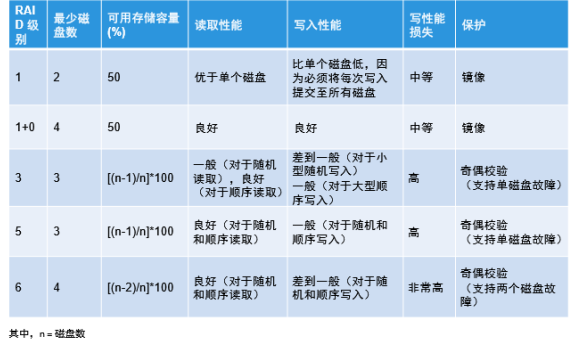 RAI
D 级
别
最少磁
盘数
可用存储容量
(%)
读取性能
写入性能
写性能
损失
保护
1
2
50
优于单个磁盘
比单个磁盘低，因
为必须将每次写入
提交至所有磁盘
中等
镜像
1+0
4
50
良好
良好
中等
镜像
3
3
[(n-1)/n]*100
一般（对于随机
读取），良好
（对于顺序读取）
差到一般（对于小
型随机写入）
一般（对于大型顺
序写入）
高
奇偶校验
（支持单磁盘故障）
5
3
[(n-1)/n]*100
良好（对于随机
和顺序读取）
一般（对于随机和
顺序写入）
高
奇偶校验
（支持单磁盘故障）
6
4
[(n-2)/n]*100
良好（对于随机
和顺序读取）
差到一般（对于随
机和顺序写入）
非常高
奇偶校验
（支持两个磁盘故
障）
其中，n = 磁盘数